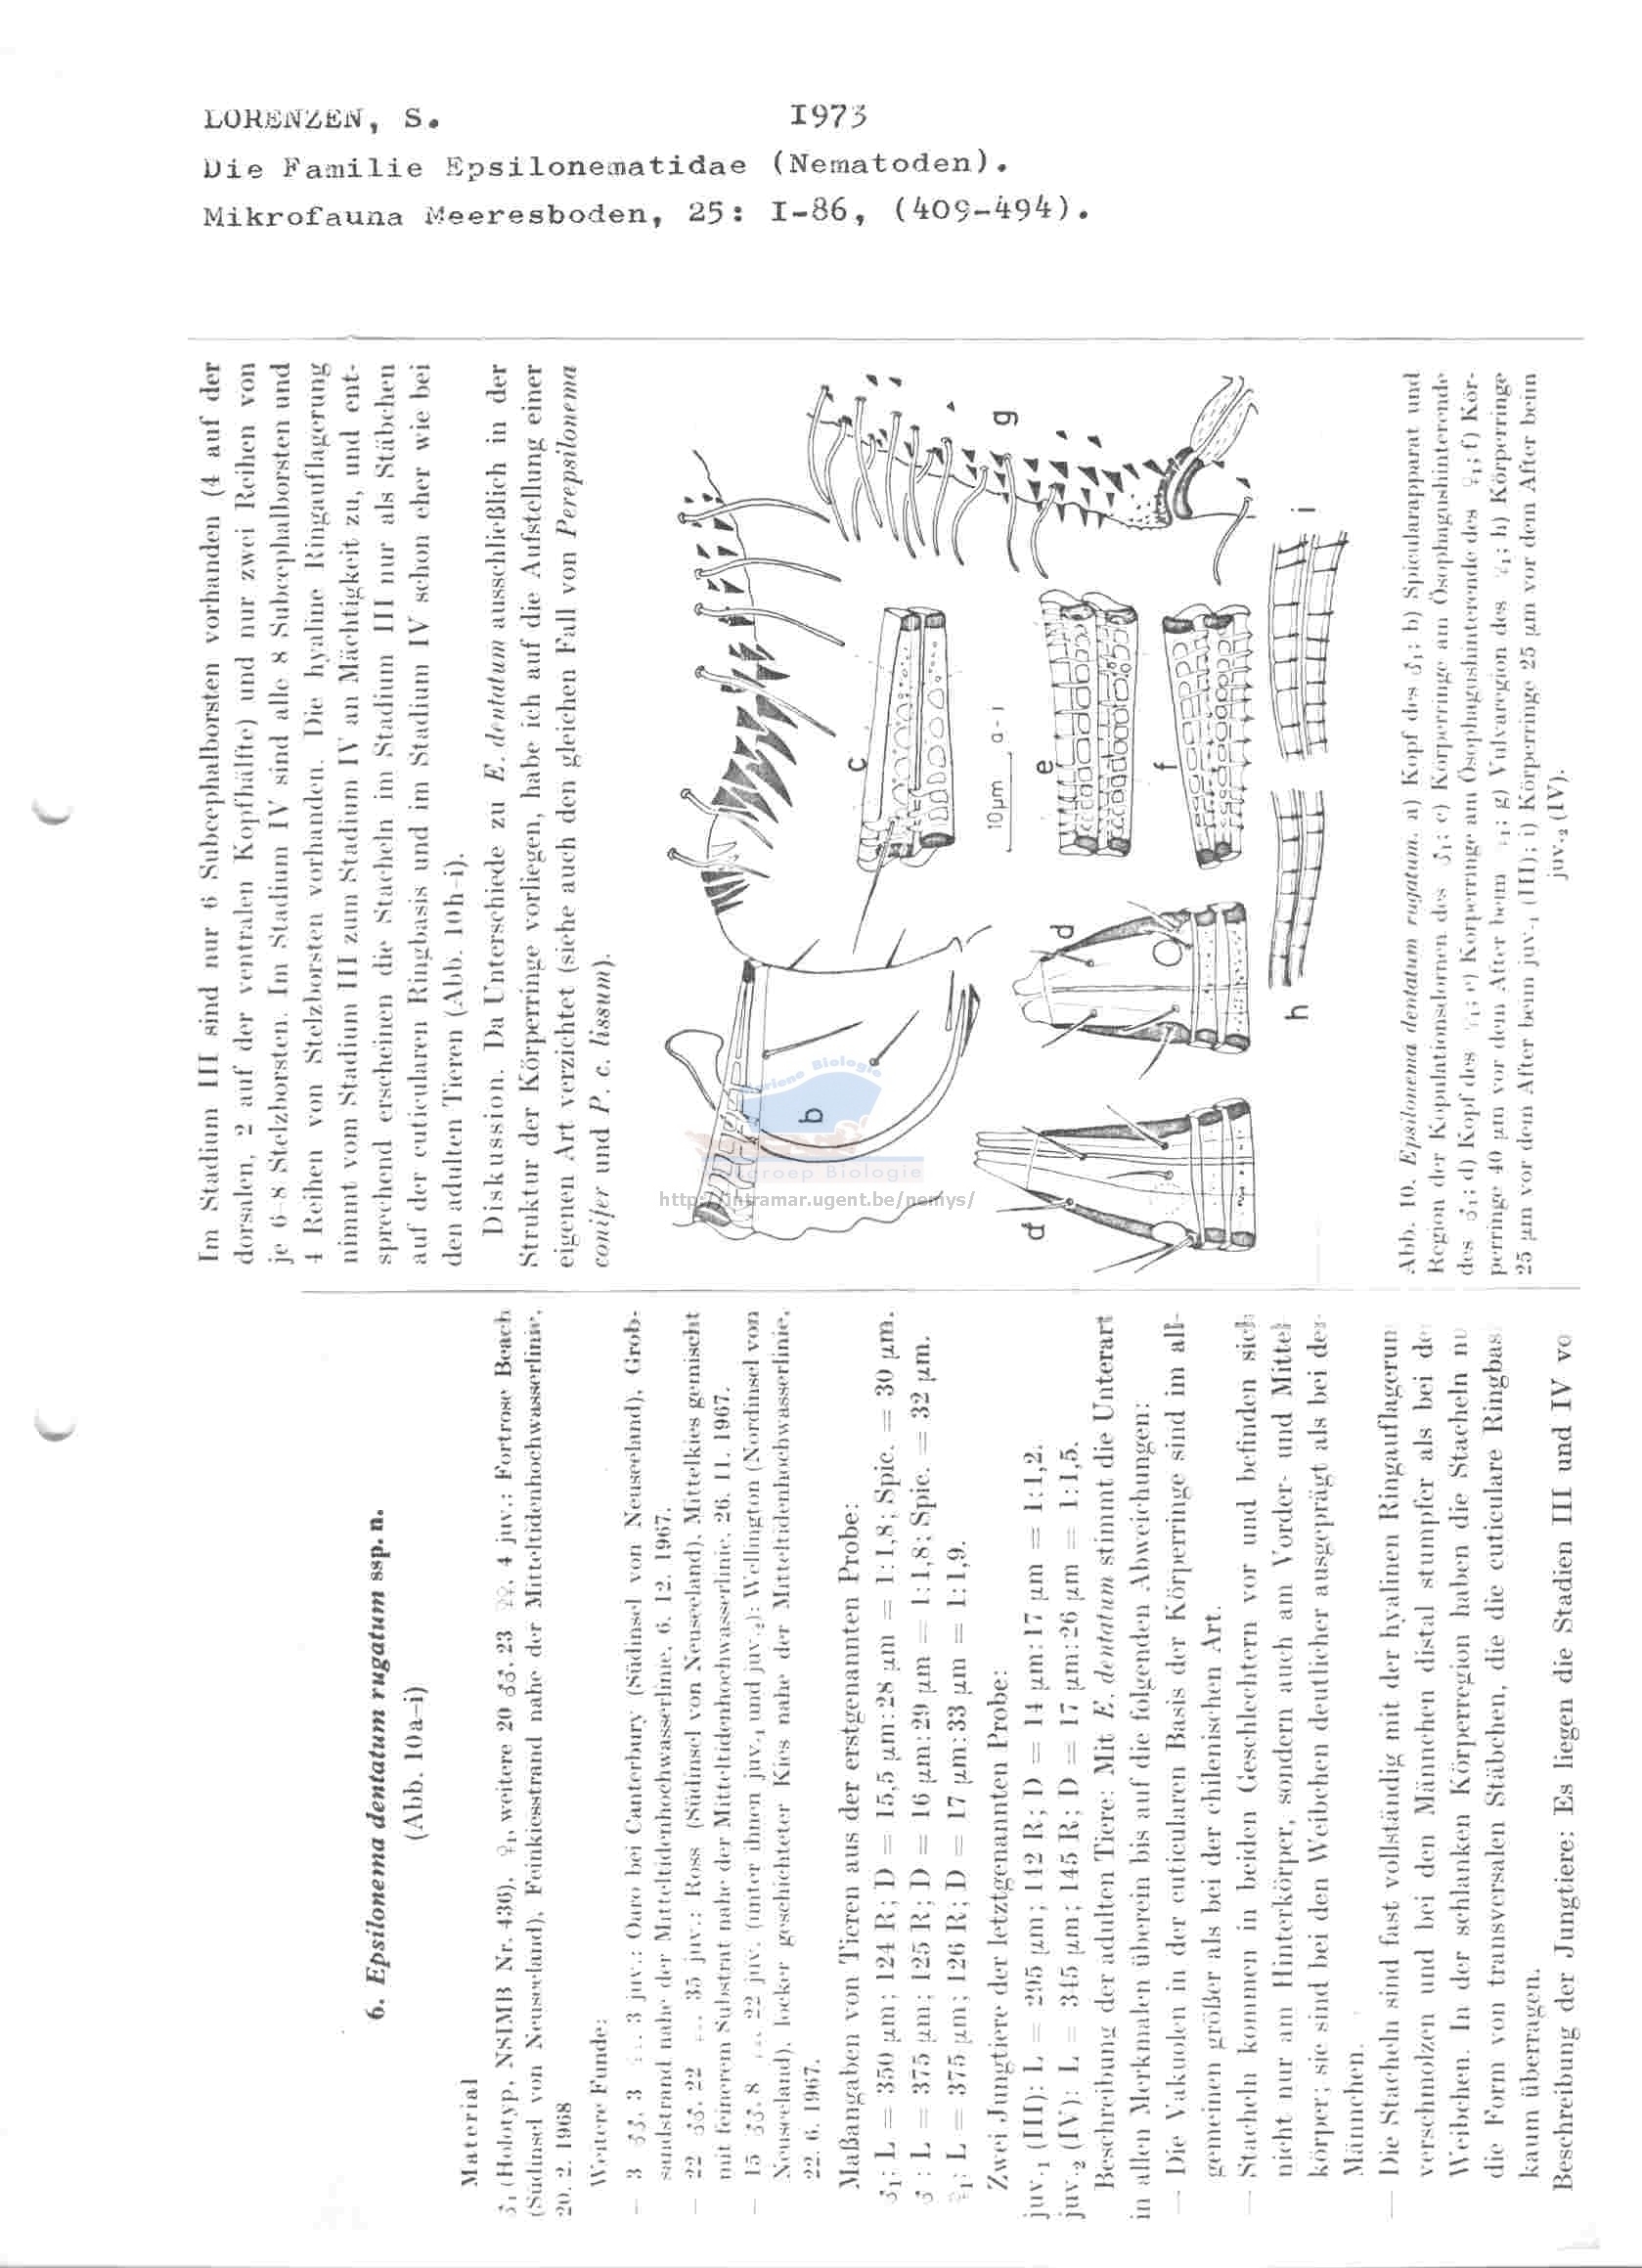 LORENZEN, S. 1973
Die Familie Epsilonematidae (Nematoden).
Mikrofauna Meeresboden, 25: I-86, (409-494).
6. Epsilonema dentatum rugatum ssp. n.
(Abb. 10a–i)
Material
♂₁ (Holotyp, NSIMB Nr. 436), ♀₁, weitere 20 ♂♂, 23 ♀♀, 4 juv.: Fortrose Beach
(Südinsel von Neuseeland), Feinkiesstrand nahe der Mitteltidenhochwasserlinie,
20. 2. 1968
Weitere Funde:
— 3 ♂♂, 3 3 juv.: Oaro bei Canterbury (Südinsel von Neuseeland), Grob-
sandstrand nahe der Mitteltidenhochwasserlinie, 6. 12. 1967.
— 22 ♂♂, 22 35 juv.: Ross (Südinsel von Neuseeland), Mittelkies gemischt
mit feinerem Substrat nahe der Mitteltidenhochwasserlinie, 26. 11. 1967.
— 15 ♂♂, 8 22 juv. (unter ihnen juv.₁ und juv.₂): Wellington (Nordinsel von
Neuseeland), locker geschichteter Kies nahe der Mitteltidenhochwasserlinie,
22. 6. 1967.
Maßangaben von Tieren aus der erstgenannten Probe:
♂₁: L = 350 µm; 124 R; D = 15,5 µm:28 µm = 1:1,8; Spic. = 30 µm.
♂ : L = 375 µm; 125 R; D = 16 µm:29 µm = 1:1,8; Spic. = 32 µm.
♀₁: L = 375 µm; 126 R; D = 17 µm:33 µm = 1:1,9.
Zwei Jungtiere der letztgenannten Probe:
juv.₁ (III): L = 295 µm; 142 R; D = 14 µm:17 µm = 1:1,2.
juv.₂ (IV): L = 345 µm; 145 R; D = 17 µm:26 µm = 1:1,5.
Beschreibung der adulten Tiere: Mit E. dentatum stimmt die Unterart
in allen Merkmalen überein bis auf die folgenden Abweichungen:
— Die Vakuolen in der cuticularen Basis der Körperringe sind im all-
gemeinen größer als bei der chilenischen Art.
— Stacheln kommen in beiden Geschlechtern vor und befinden sich
nicht nur am Hinterkörper, sondern auch am Vorder- und Mittel-
körper; sie sind bei den Weibchen deutlicher ausgeprägt als bei den
Männchen.
— Die Stacheln sind fast vollständig mit der hyalinen Ringauflagerun
verschmolzen und bei den Männchen distal stumpfer als bei de
Weibchen. In der schlanken Körperregion haben die Stacheln nu
die Form von transversalen Stäbchen, die die cuticulare Ringbas
kaum überragen.
Beschreibung der Jungtiere: Es liegen die Stadien III und IV vo
Im Stadium III sind nur 6 Subcephalborsten vorhanden (4 auf der
dorsalen, 2 auf der ventralen Kopfhälfte) und nur zwei Reihen von
je 6–8 Stelzborsten. Im Stadium IV sind alle 8 Subcephalborsten und
4 Reihen von Stelzborsten vorhanden. Die hyaline Ringauflagerung
nimmt vom Stadium III zum Stadium IV an Mächtigkeit zu, und ent-
sprechend erscheinen die Stacheln im Stadium III nur als Stäbchen
auf der cuticularen Ringbasis und im Stadium IV schon eher wie bei
den adulten Tieren (Abb. 10h–i).
Diskussion. Da Unterschiede zu E. dentatum ausschließlich in der
Struktur der Körperringe vorliegen, habe ich auf die Aufstellung einer
eigenen Art verzichtet (siehe auch den gleichen Fall von Perepsilonema
conifer und P. c. lissum).
b
c
g
10µm a - i
e
f
d
d
h
i
Mariene Biologie
groep Biologie
http://intramar.ugent.be/nemys/
Abb. 10. Epsilonema dentatum rugatum. a) Kopf des ♂₁; b) Spicularapparat und
Region der Kopulationsdornen des ♂₁; c) Körperringe am Ösophagushinterende
des ♂₁; d) Kopf des ♀₁; e) Körperringe am Ösophagushinterende des ♀₁; f) Kör-
perringe 40 µm vor dem After beim ♀₁; g) Vulvaregion des ♀₁; h) Körperringe
25 µm vor dem After beim juv.₁ (III); i) Körperringe 25 µm vor dem After beim
juv.₂ (IV).